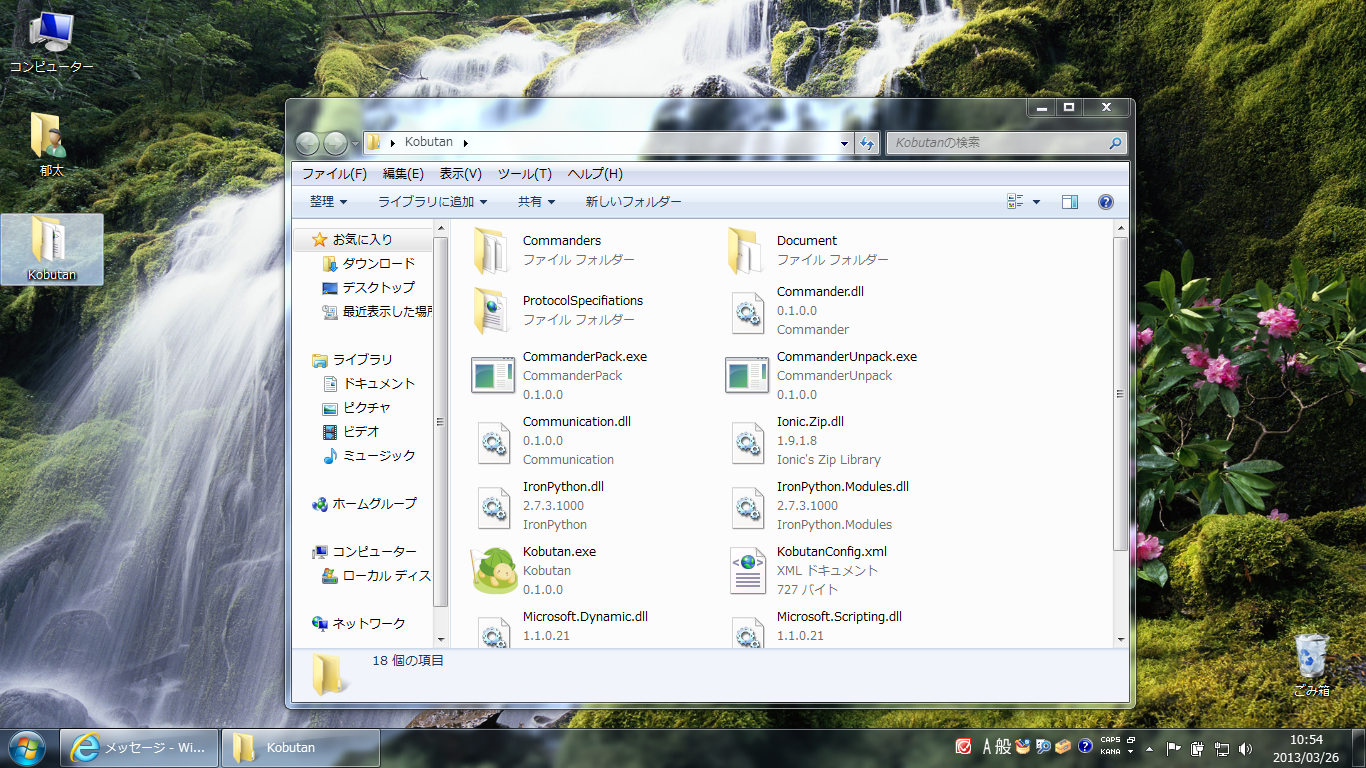 コンピューター
郁太
Kobutan
Kobutan
Kobutanの検索
ファイル(F) 編集(E) 表示(V) ツール(T) ヘルプ(H)
整理 ライブラリに追加 共有 新しいフォルダー
お気に入り
ダウンロード
デスクトップ
最近表示した場所
ライブラリ
ドキュメント
ピクチャ
ビデオ
ミュージック
ホームグループ
コンピューター
ローカル ディス
ネットワーク
Commanders
ファイル フォルダー
Document
ファイル フォルダー
ProtocolSpecifiations
ファイル フォルダー
Commander.dll
0.1.0.0
Commander
CommanderPack.exe
CommanderPack
0.1.0.0
CommanderUnpack.exe
CommanderUnpack
0.1.0.0
Communication.dll
0.1.0.0
Communication
Ionic.Zip.dll
1.9.1.8
Ionic's Zip Library
IronPython.dll
2.7.3.1000
IronPython
IronPython.Modules.dll
2.7.3.1000
IronPython.Modules
Kobutan.exe
Kobutan
0.1.0.0
KobutanConfig.xml
XML ドキュメント
727 バイト
Microsoft.Dynamic.dll
1.1.0.21
Microsoft.Scripting.dll
1.1.0.21
18 個の項目
ごみ箱
メッセージ - Wi...
Kobutan
A 般
CAPS
KANA
10:54
2013/03/26